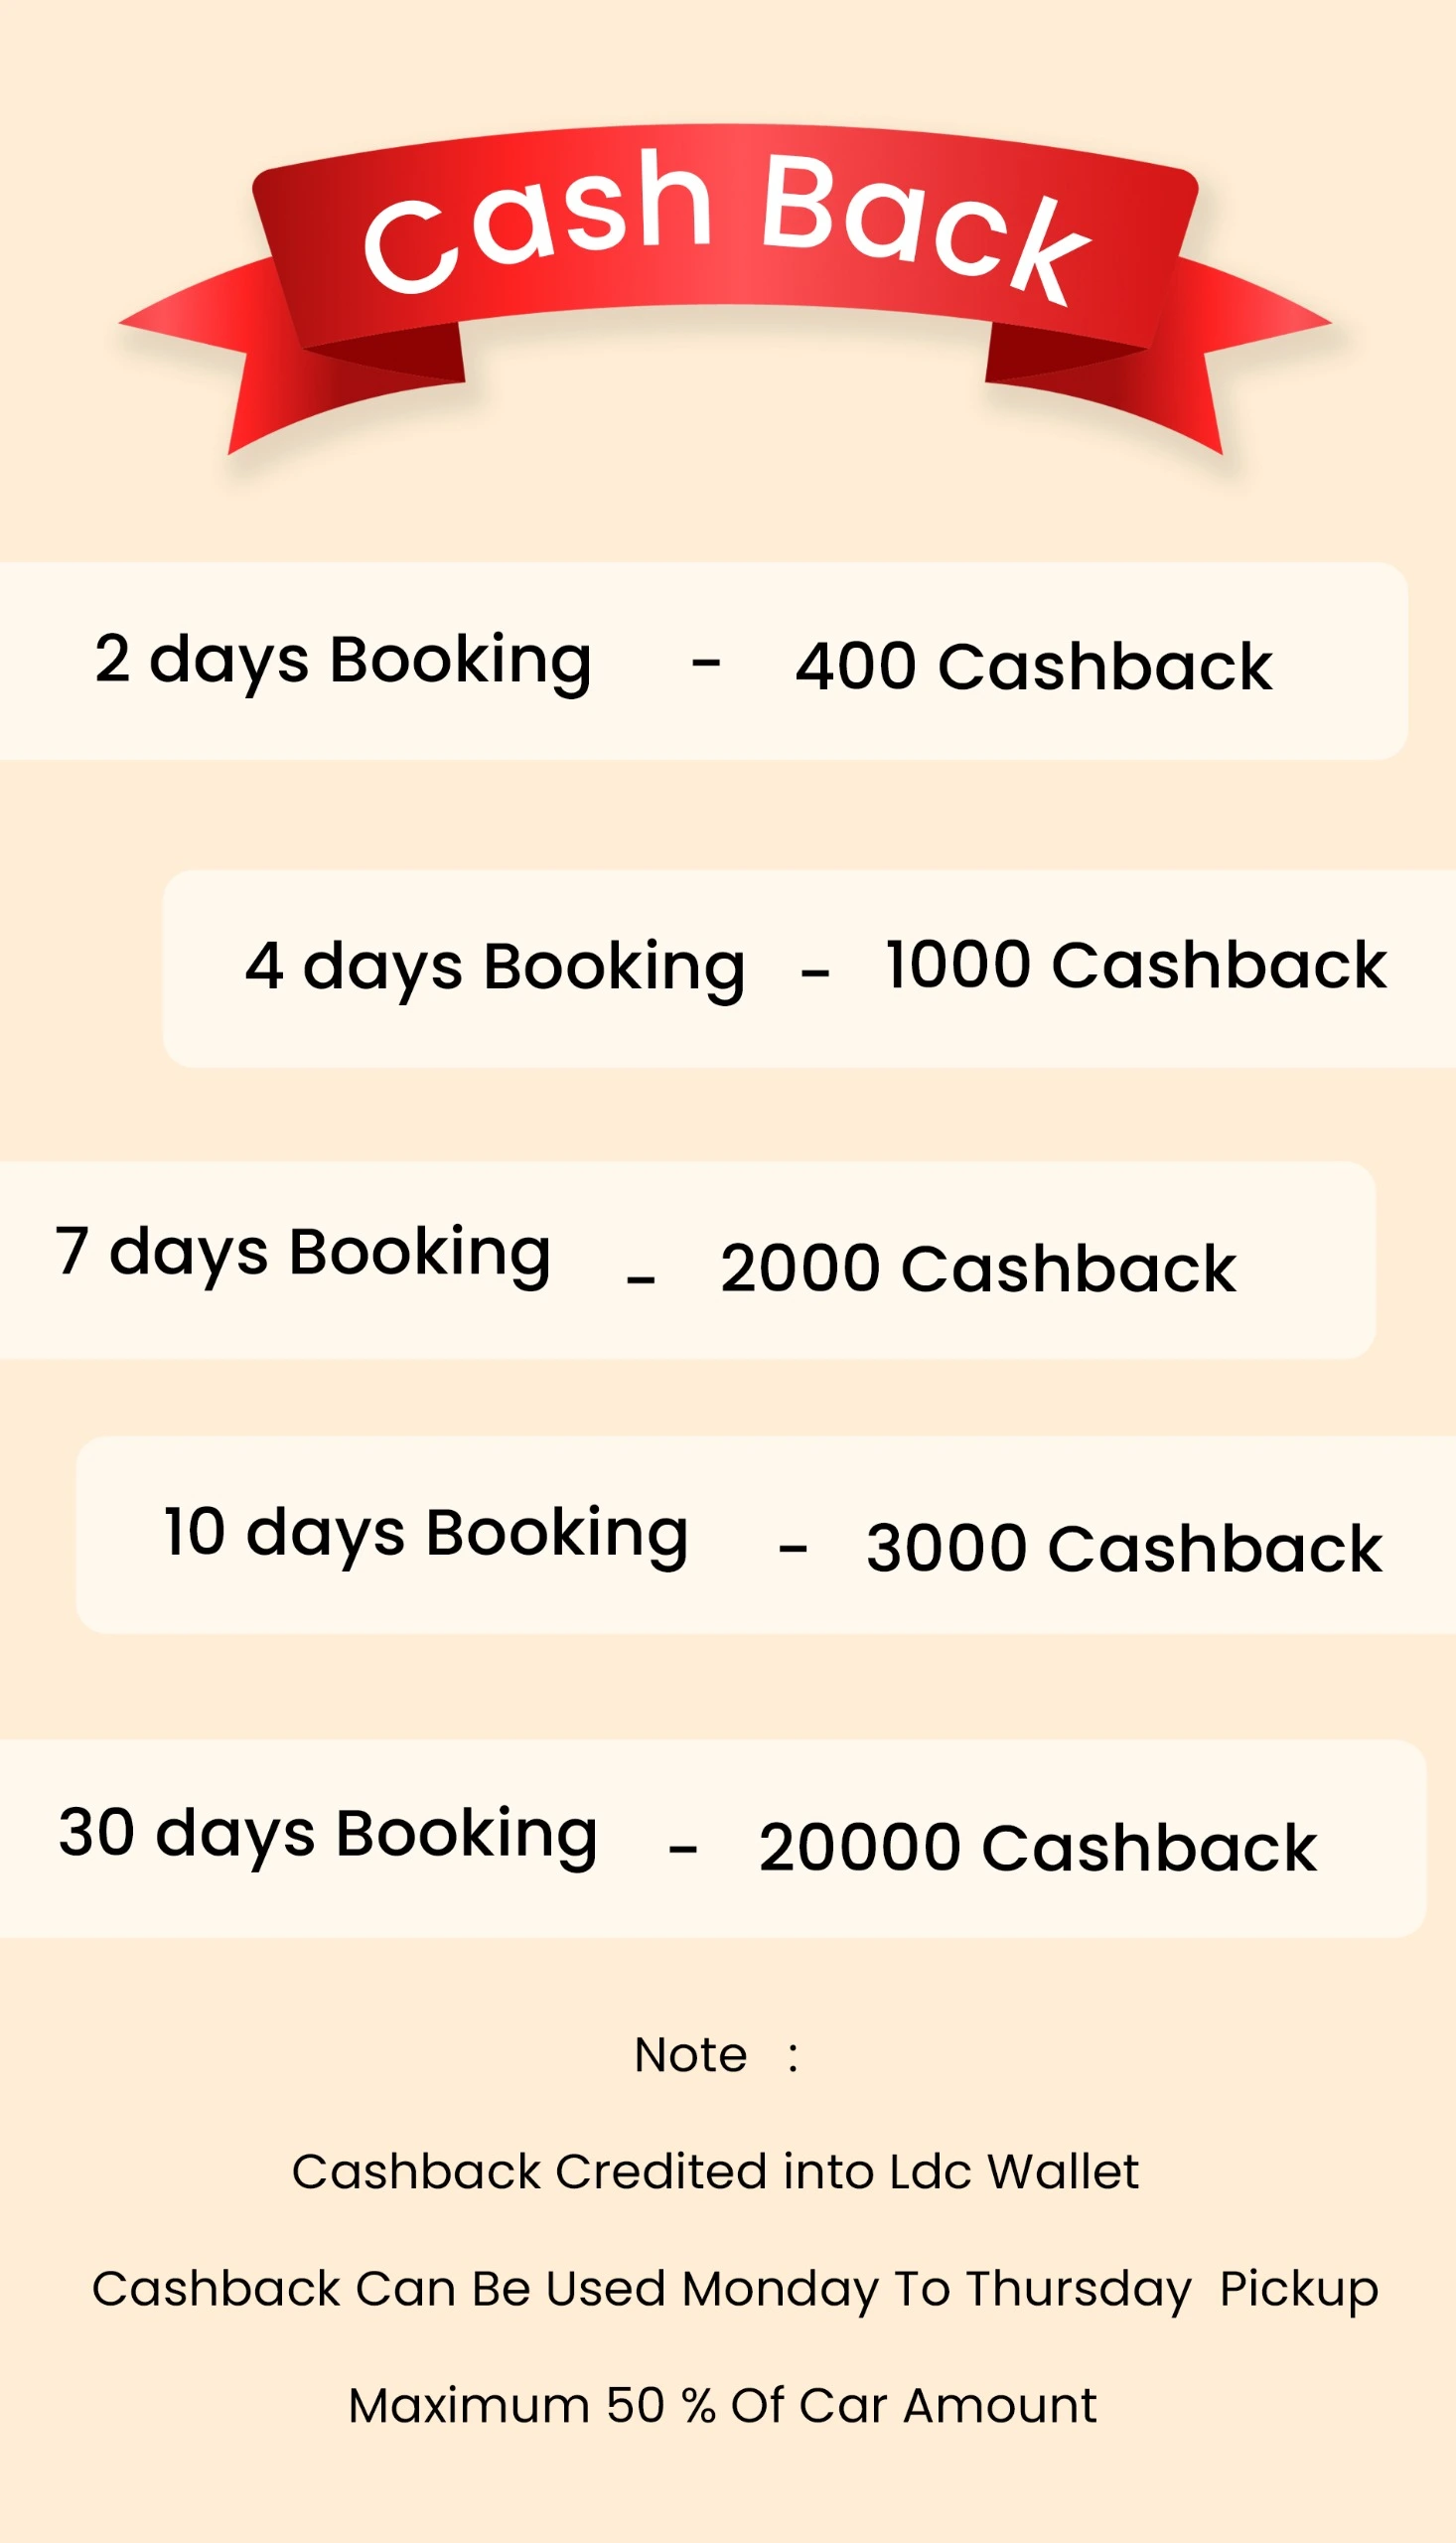 Cash Back
2 days Booking - 400 Cashback
4 days Booking - 1000 Cashback
7 days Booking - 2000 Cashback
10 days Booking - 3000 Cashback
30 days Booking - 20000 Cashback
Note :
Cashback Credited into Ldc Wallet
Cashback Can Be Used Monday To Thursday Pickup
Maximum 50 % Of Car Amount